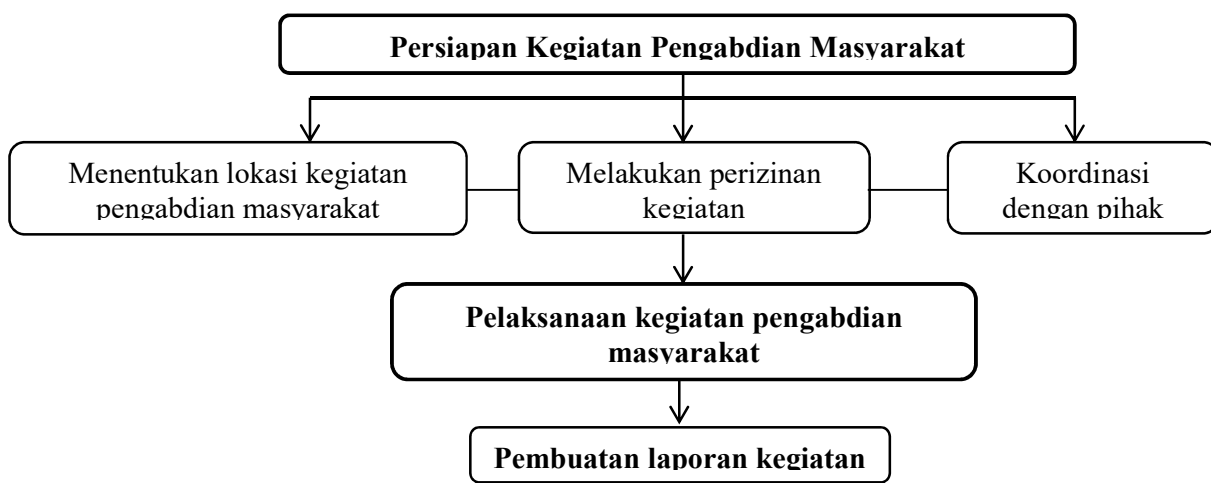 Persiapan Kegiatan Pengabdian Masyarakat
Menentukan lokasi kegiatan
pengabdian masyarakat
Melakukan perizinan
kegiatan
Koordinasi
dengan pihak
Pelaksanaan kegiatan pengabdian
masyarakat
Pembuatan laporan kegiatan